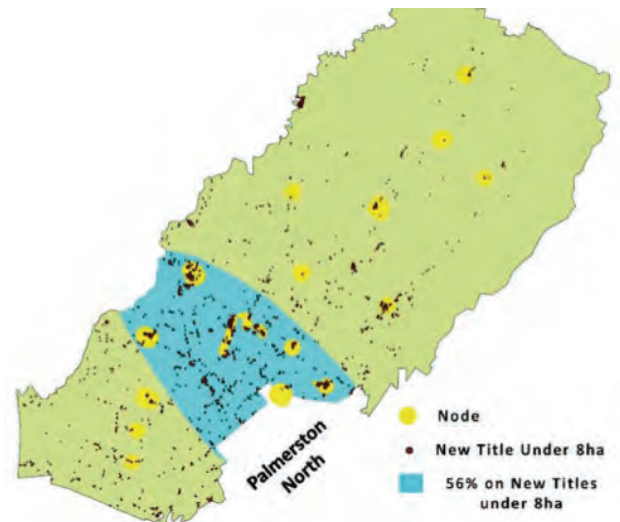 Palmerston
North
Node
New Title Under 8ha
56% on New Titles
under 8ha